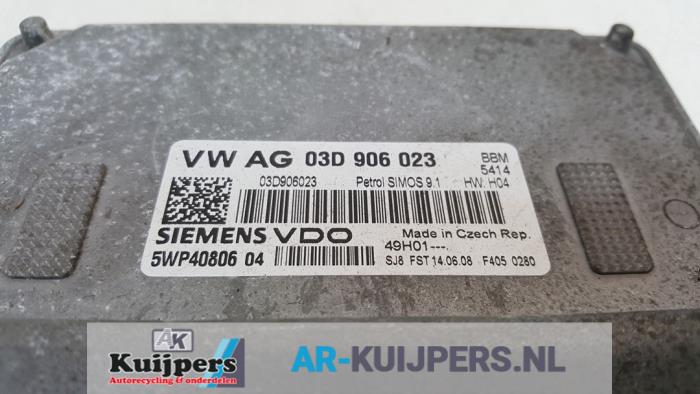 VW AG 03D 906 023 BBM
5414
03D906023 Petrol SIMOS 9.1 HW: H04
SIEMENS VDO Made in Czech Rep.
49H01---.
5WP40806 04 SJ8 FST 14.06.08 F405 0280
AK
Kuijpers
Autorecycling & onderdelen
AR-KUIJPERS.NL